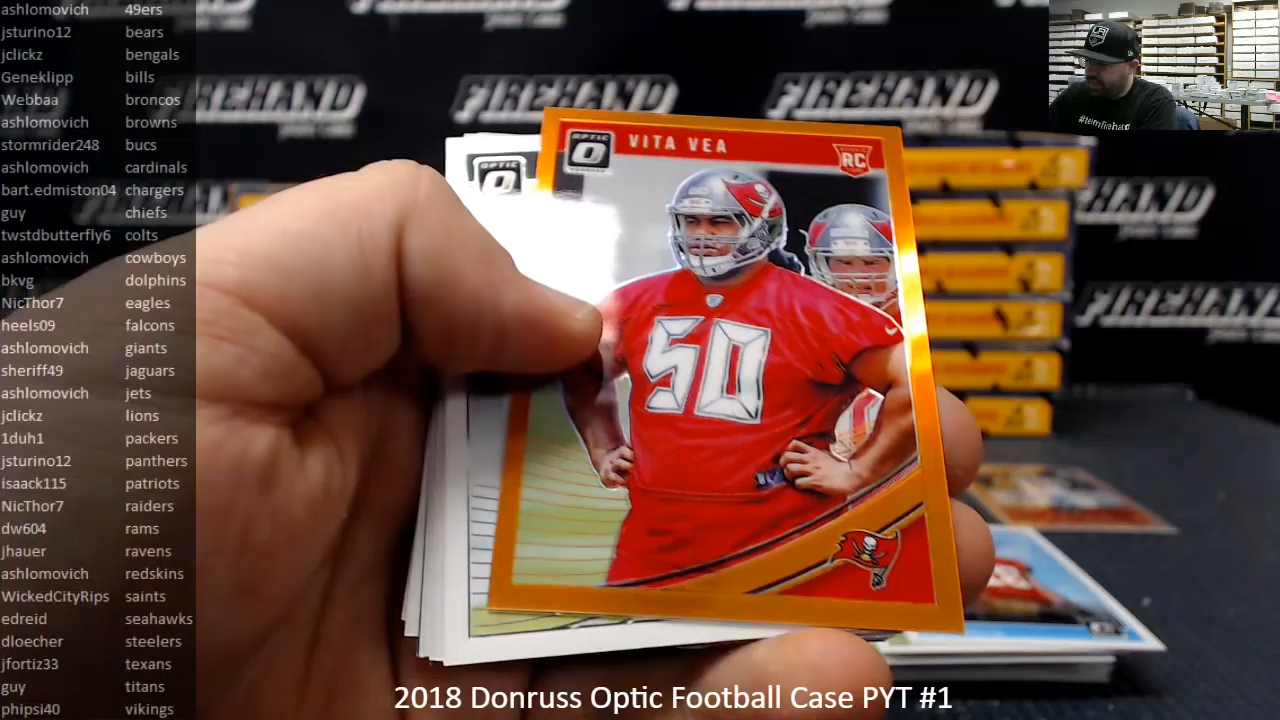 ashlomovich 49ers
jsturino12 bears
jclickz bengals
Geneklipp bills
Webbaa broncos
ashlomovich browns
stormrider248 bucs
ashlomovich cardinals
bart.edmiston04 chargers
guy chiefs
twstdbutterfly6 colts
ashlomovich cowboys
bkvg dolphins
NicThor7 eagles
heels09 falcons
ashlomovich giants
sheriff49 jaguars
ashlomovich jets
jclickz lions
1duh1 packers
jsturino12 panthers
isaack115 patriots
NicThor7 raiders
dw604 rams
jhauer ravens
ashlomovich redskins
WickedCityRips saints
edreid seahawks
dloecher steelers
jfortiz33 texans
guy titans
phipsi40 vikings
FIREHAND
FIREHAND
FIREHAND
FIREHAND
OPTIC
OPTIC
VITA VEA
RC
50
#teamfirehand
2018 Donruss Optic Football Case PYT #1